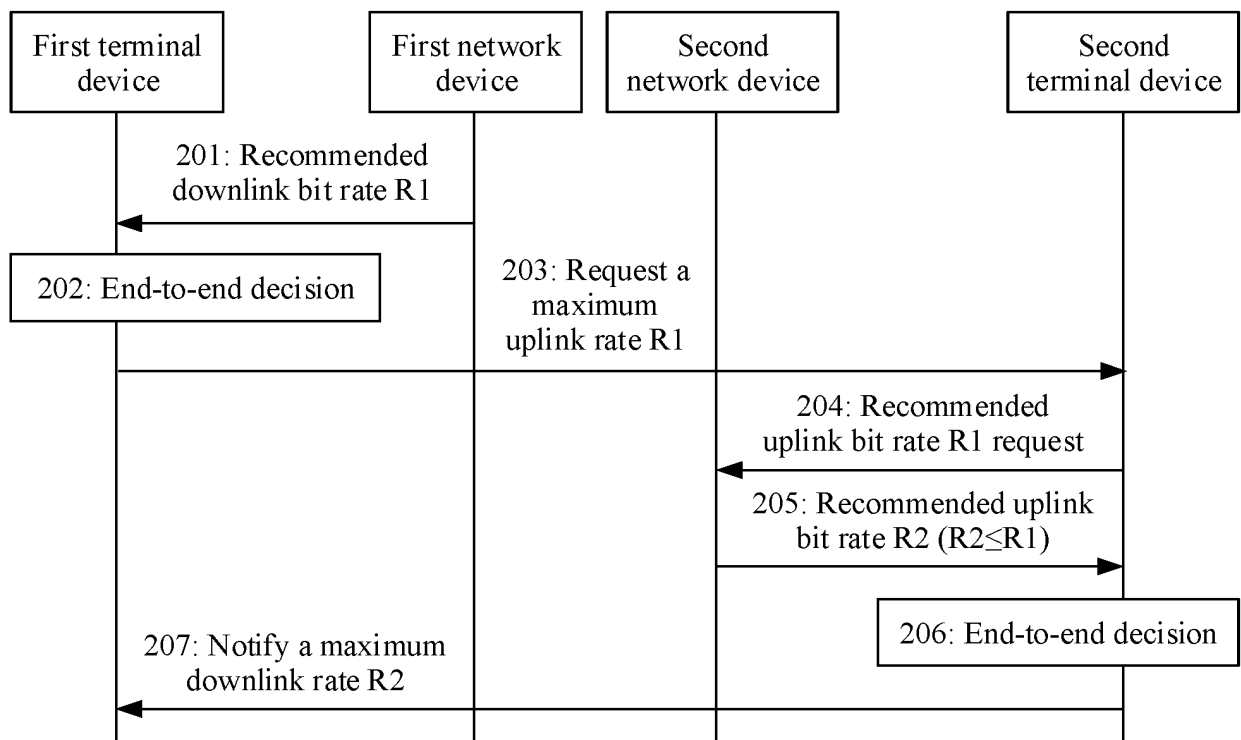 First terminal
device
First network
device
Second
network device
Second
terminal device
201: Recommended
downlink bit rate R1
202: End-to-end decision
203: Request a
maximum
uplink rate R1
204: Recommended
uplink bit rate R1 request
205: Recommended uplink
bit rate R2 (R2≤R1)
206: End-to-end decision
207: Notify a maximum
downlink rate R2